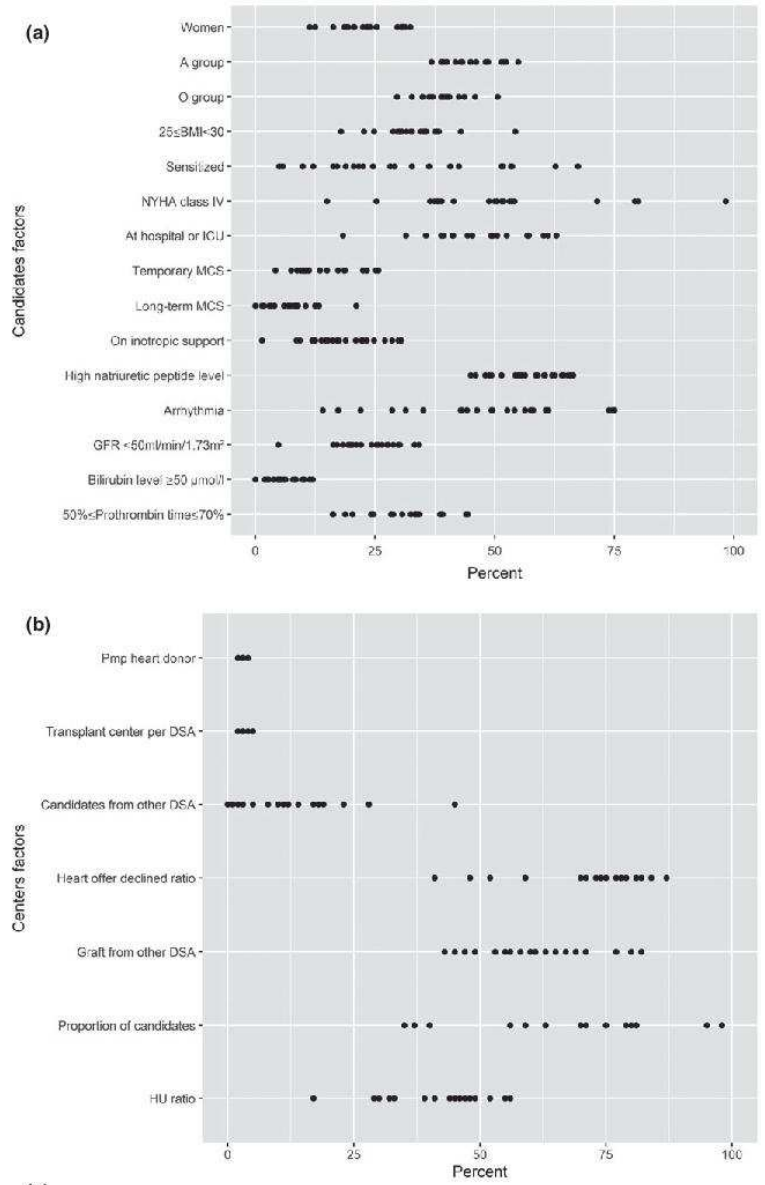 (a)
Candidates factors
Women
A group
O group
25≤BMI<30
Sensitized
NYHA class IV
At hospital or ICU
Temporary MCS
Long-term MCS
On inotropic support
High natriuretic peptide level
Arrhythmia
GFR <50ml/min/1.73m²
Bilirubin level ≥50 μmol/l
50%≤Prothrombin time≤70%
0 25 50 75 100
Percent
(b)
Centers factors
Pmp heart donor
Transplant center per DSA
Candidates from other DSA
Heart offer declined ratio
Graft from other DSA
Proportion of candidates
HU ratio
0 25 50 75 100
Percent